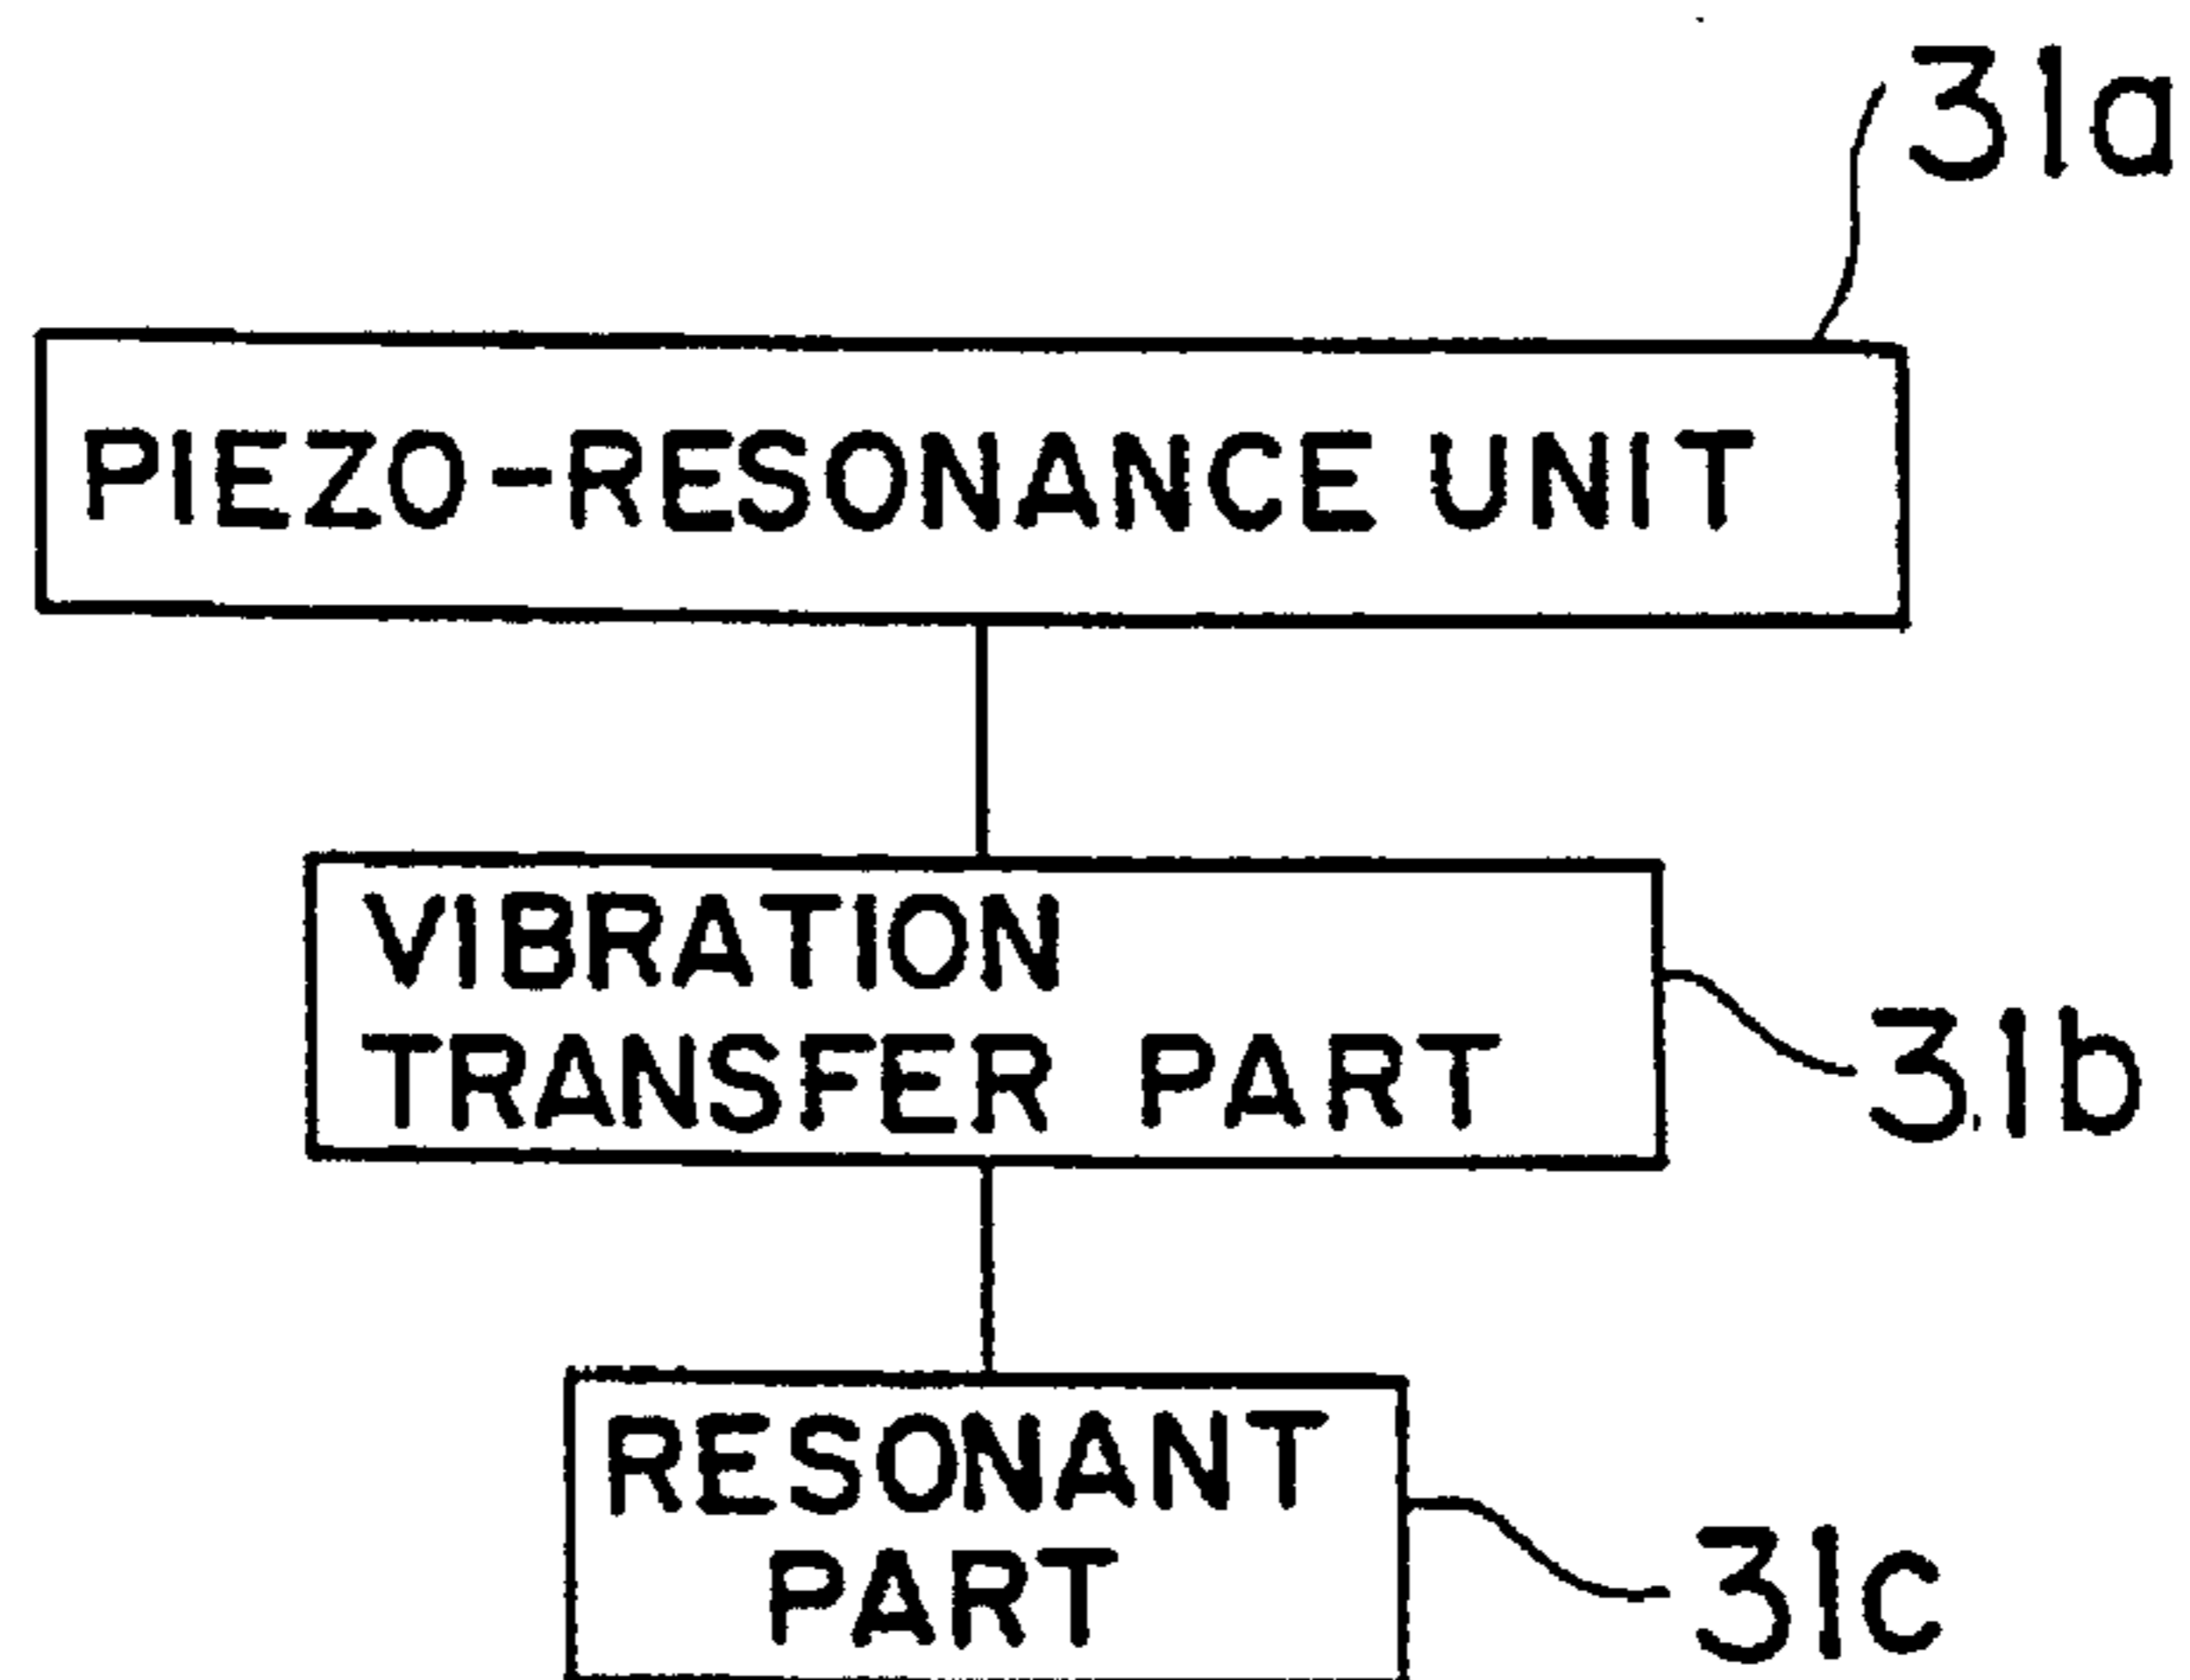 31a
PIEZO-RESONANCE UNIT
VIBRATION
TRANSFER PART
31b
RESONANT
PART
31c